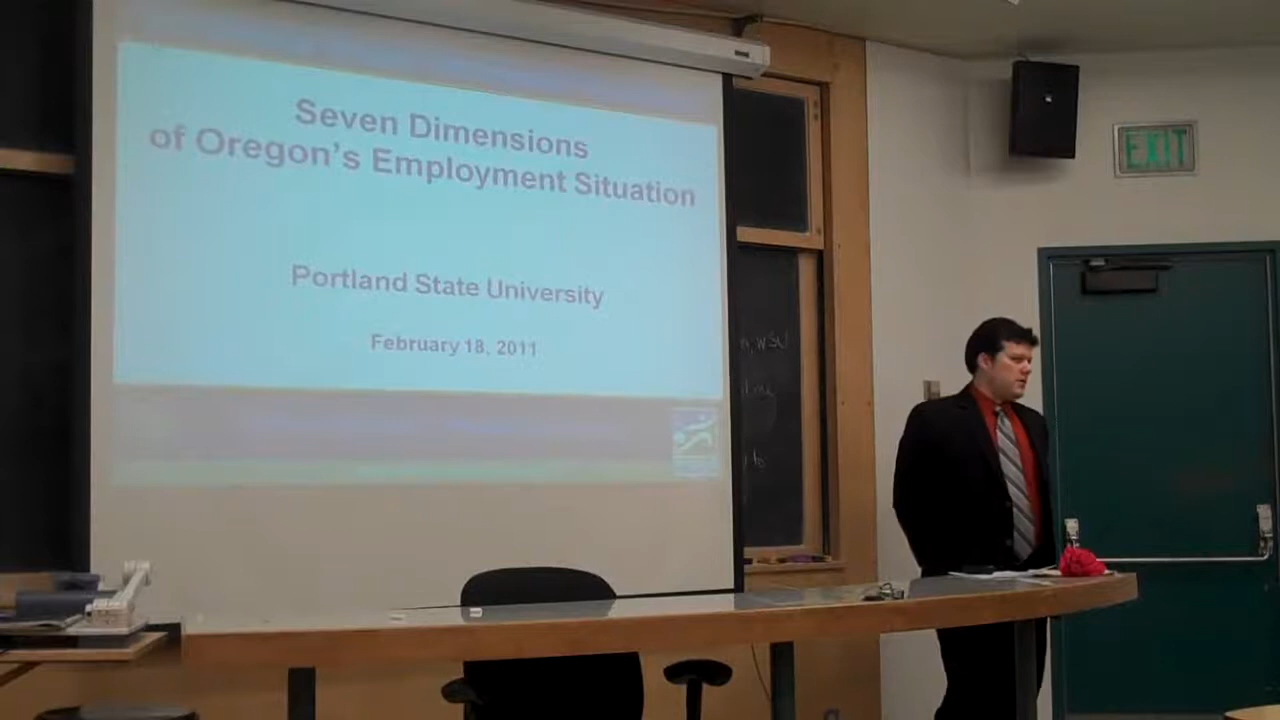 Seven Dimensions
of Oregon's Employment Situation
Portland State University
February 18, 2011
EXIT